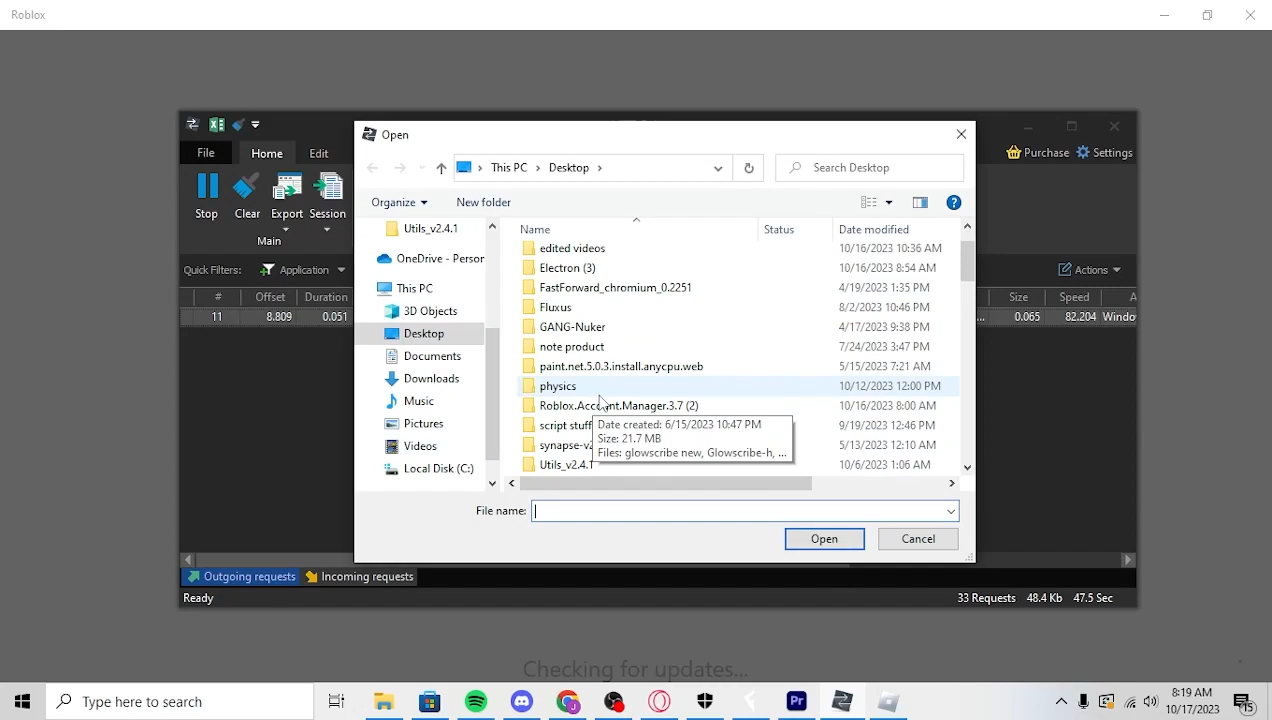 Roblox
File
Home
Edit
Purchase
Settings
Stop
Clear
Export
Session
Main
Quick Filters:
Application
Actions
#
Offset
Duration
Size
Speed
A
11
8.809
0.051
...
0.065
82.204
Windo
Outgoing requests
Incoming requests
Ready
33 Requests
48.4 Kb
47.5 Sec
Open
This PC
Desktop
Search Desktop
Organize
New folder
Utils_v2.4.1
OneDrive - Person
This PC
3D Objects
Desktop
Documents
Downloads
Music
Pictures
Videos
Local Disk (C:)
Name
Status
Date modified
edited videos 10/16/2023 10:36 AM
Electron (3) 10/16/2023 8:54 AM
FastForward_chromium_0.2251 4/19/2023 1:35 PM
Fluxus 8/2/2023 10:46 PM
GANG-Nuker 4/17/2023 9:38 PM
note product 7/24/2023 3:47 PM
paint.net.5.0.3.install.anycpu.web 5/15/2023 7:21 AM
physics 10/12/2023 12:00 PM
Roblox.Account.Manager.3.7 (2) 10/16/2023 8:00 AM
script stuff 9/19/2023 12:46 PM
synapse-v2 5/13/2023 12:10 AM
Utils_v2.4.1 10/6/2023 1:06 AM
Date created: 6/15/2023 10:47 PM
Size: 21.7 MB
Files: glowscribe new, Glowscribe-h, ...
File name:
Open
Cancel
Checking for updates...
Type here to search
Pr
8:19 AM
10/17/2023
15